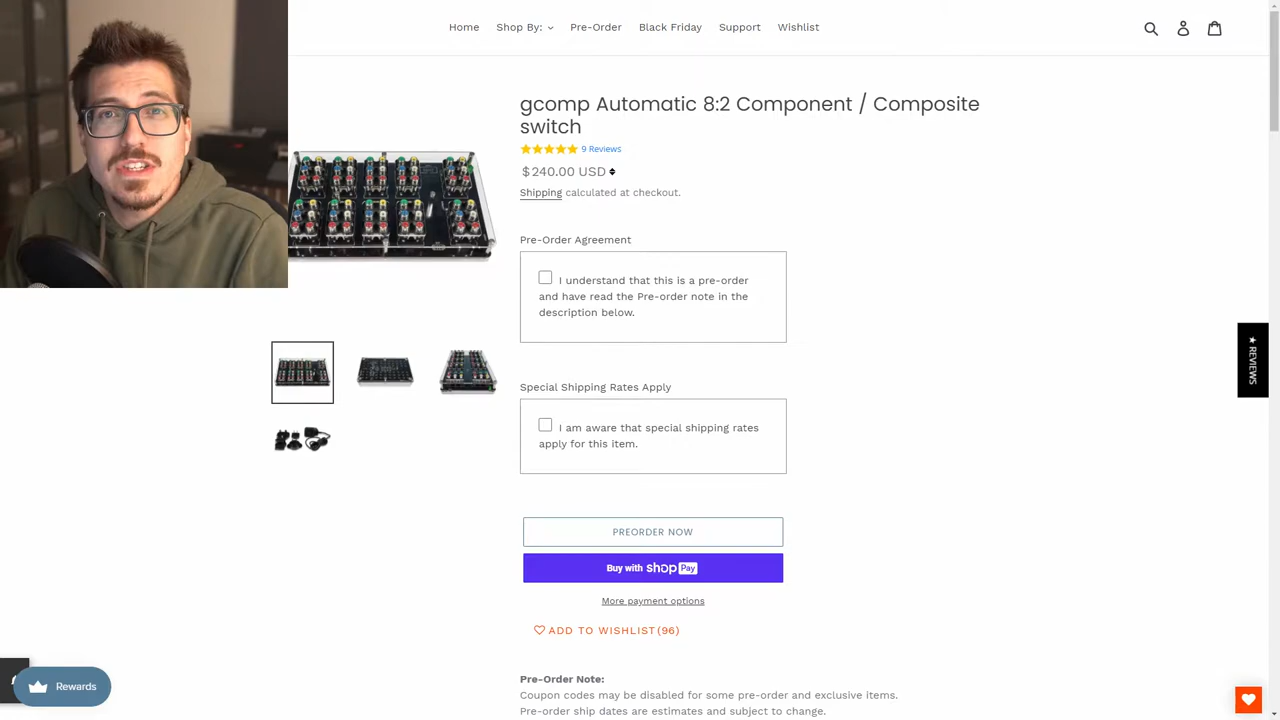 Home Shop By: Pre-Order Black Friday Support Wishlist
gcomp Automatic 8:2 Component / Composite
switch
9 Reviews
$240.00 USD
Shipping calculated at checkout.
Pre-Order Agreement
I understand that this is a pre-order
and have read the Pre-order note in the
description below.
★ REVIEWS
Special Shipping Rates Apply
I am aware that special shipping rates
apply for this item.
PREORDER NOW
Buy with shop Pay
More payment options
ADD TO WISHLIST(96)
Rewards
Pre-Order Note:
Coupon codes may be disabled for some pre-order and exclusive items.
Pre-order ship dates are estimates and subject to change.